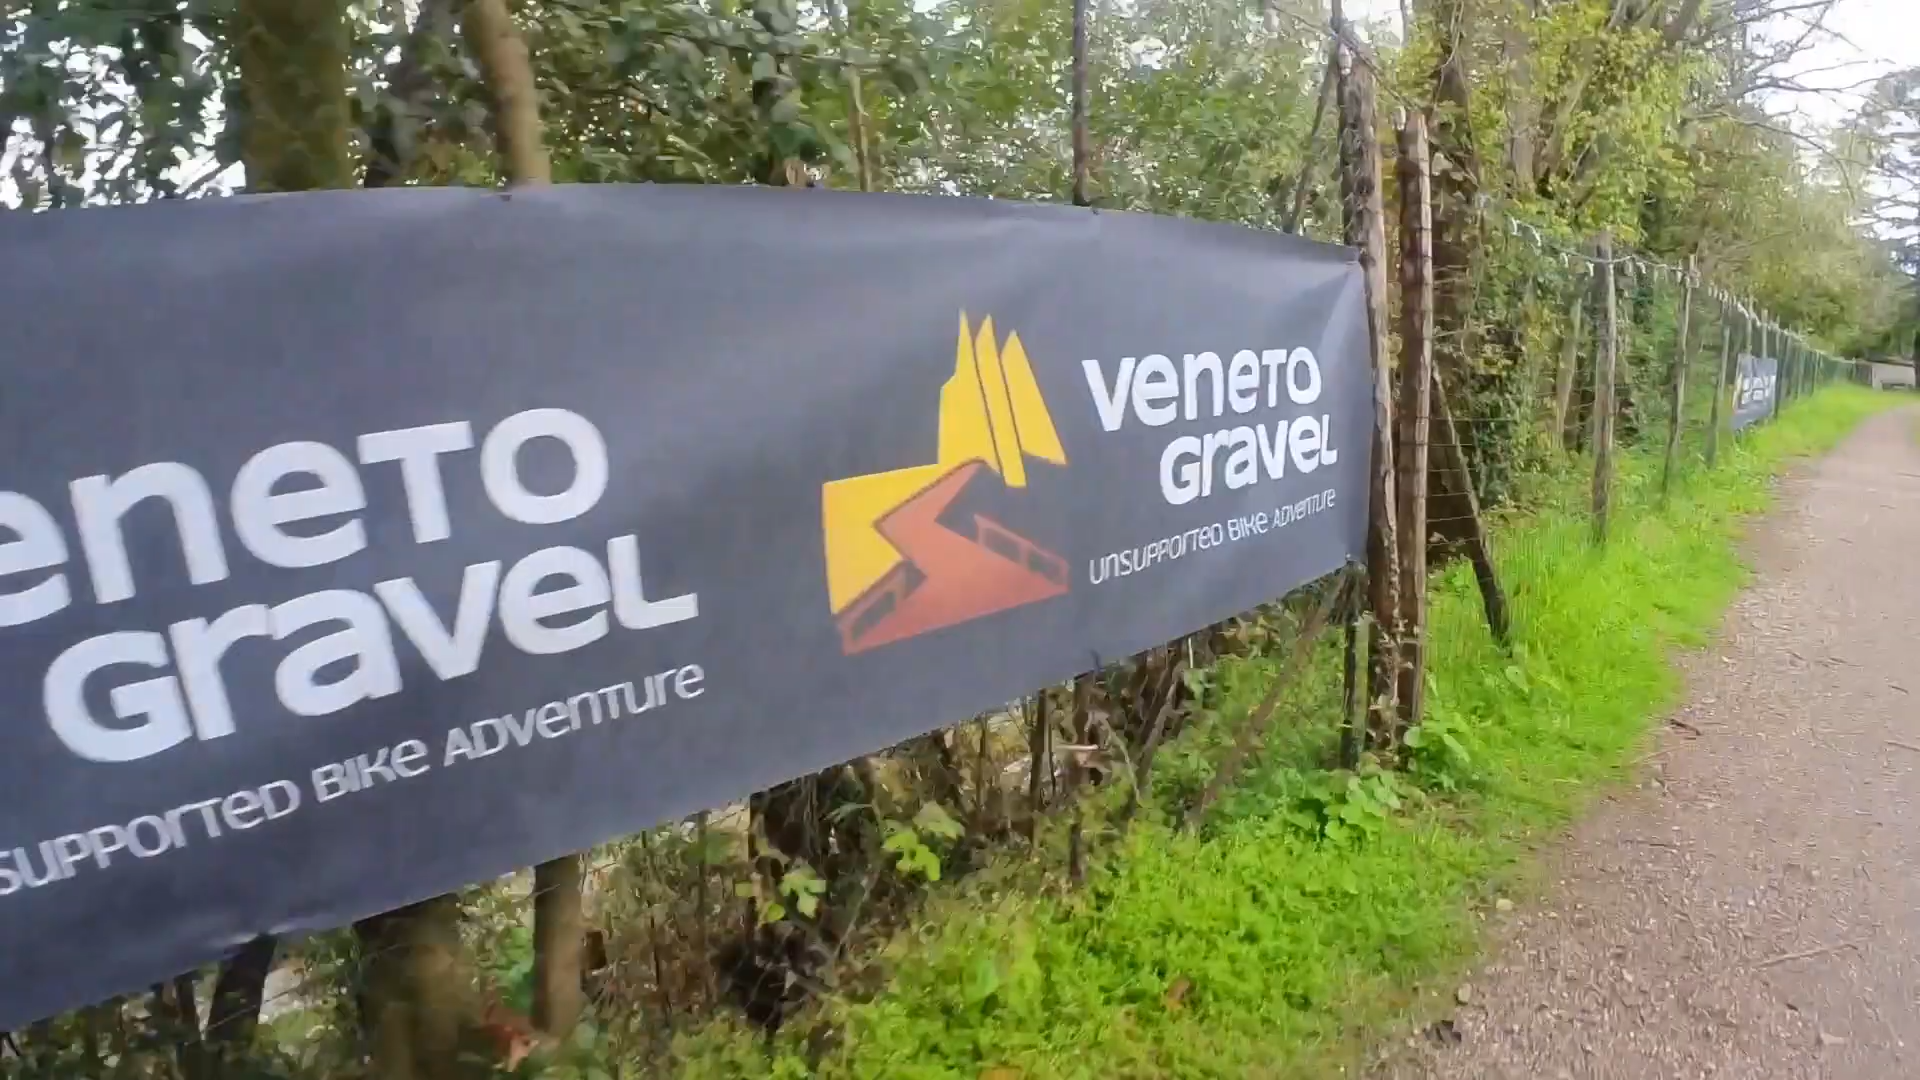 eneTO
Gravel
SUPPORTED BIKE ADVENTURE
VeneTO
Gravel
UNSUPPORTED BIKE ADVENTURE